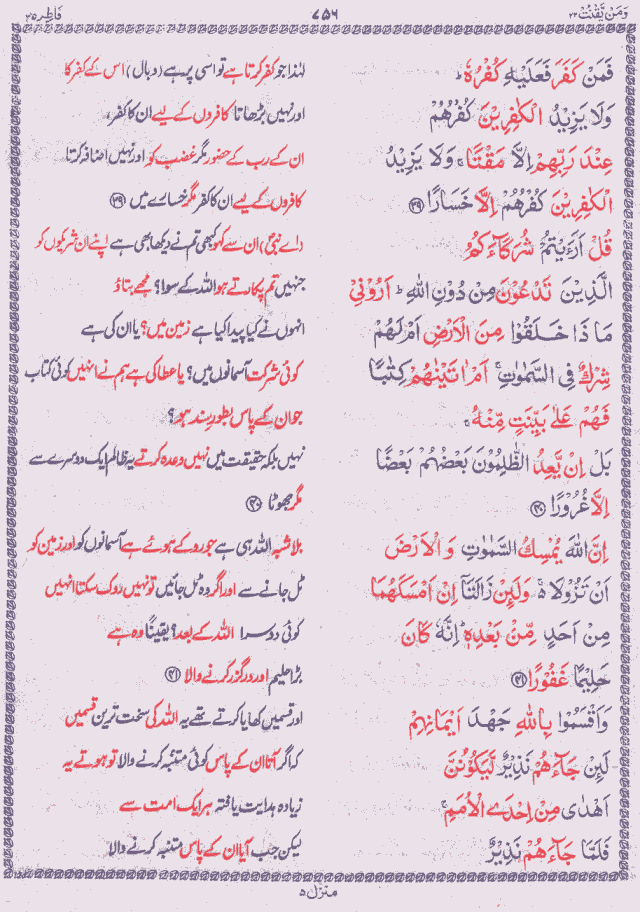 وَمَنْ يَّقْنُتْ ٢٢
٧٥٦
فَاطِر ٣٥
فَمَنْ كَفَرَ فَعَلَيْهِ كُفْرُهٗ ؕ
لہٰذا جو کفر کرتا ہے تو اسی پر ہے (وبال) اس کے کفر کا
وَلَا يَزِيْدُ الْكٰفِرِيْنَ كُفْرُهُمْ
اور نہیں بڑھاتا کافروں کے لیے ان کا کفر،
عِنْدَ رَبِّهِمْ اِلَّا مَقْتًا ۚ وَلَا يَزِيْدُ
ان کے رب کے حضور مگر غضب کو اور نہیں اضافہ کرتا
الْكٰفِرِيْنَ كُفْرُهُمْ اِلَّا خَسَارًا ﴿٣٩﴾
کافروں کے لیے ان کا کفر مگر خسارے میں ﴿٣٩﴾
قُلْ اَرَءَيْتُمْ شُرَكَآءَكُمُ
(اے نبیؐ) ان سے کہو کبھی تم نے دیکھا بھی ہے اپنے ان شریکوں کو
الَّذِيْنَ تَدْعُوْنَ مِنْ دُوْنِ اللّٰهِ ؕ اَرُوْنِيْ
جنہیں تم پکارتے ہو اللہ کے سوا؟ مجھے بتاؤ
مَاذَا خَلَقُوْا مِنَ الْاَرْضِ اَمْ لَهُمْ
انہوں نے کیا پیدا کیا ہے زمین میں؟ یا ان کی ہے
شِرْكٌ فِي السَّمٰوٰتِ ۚ اَمْ اٰتَيْنٰهُمْ كِتٰبًا
کوئی شرکت آسمانوں میں؟ یا عطا کی ہے ہم نے انہیں کوئی کتاب
فَهُمْ عَلٰى بَيِّنَتٍ مِّنْهُ ۚ
جو ان کے پاس بطور سند ہو؟
بَلْ اِنْ يَّعِدُ الظّٰلِمُوْنَ بَعْضُهُمْ بَعْضًا
نہیں بلکہ حقیقت میں نہیں وعدہ کرتے یہ ظالم ایک دوسرے سے
اِلَّا غُرُوْرًا ﴿٤٠﴾
مگر جھوٹا ﴿٤٠﴾
اِنَّ اللّٰهَ يُمْسِكُ السَّمٰوٰتِ وَالْاَرْضَ
بلاشبہ اللہ ہی ہے جو روکے ہوئے ہے آسمانوں کو اور زمین کو
اَنْ تَزُوْلَا ۚ وَلَىِٕنْ زَالَتَآ اِنْ اَمْسَكَهُمَا
ٹل جانے سے اور اگر وہ ٹل جائیں تو نہیں روک سکتا انہیں
مِنْ اَحَدٍ مِّنْۢ بَعْدِهٖ ؕ اِنَّهٗ كَانَ
کوئی دوسرا اللہ کے بعد؟ یقیناً وہ ہے
حَلِيْمًا غَفُوْرًا ﴿٤١﴾
بڑا حلیم اور درگزر کرنے والا ﴿٤١﴾
وَاَقْسَمُوْا بِاللّٰهِ جَهْدَ اَيْمَانِهِمْ
اور قسمیں کھایا کرتے تھے یہ اللہ کی سخت ترین قسمیں
لَىِٕنْ جَآءَهُمْ نَذِيْرٌ لَّيَكُوْنُنَّ
کہ اگر آتا ان کے پاس کوئی متنبّہ کرنے والا تو ہوتے یہ
اَهْدٰى مِنْ اِحْدَى الْاُمَمِ ۚ
زیادہ ہدایت یافتہ ہر ایک امت سے
فَلَمَّا جَآءَهُمْ نَذِيْرٌ
لیکن جب آیا ان کے پاس متنبّہ کرنے والا
منزل ٥